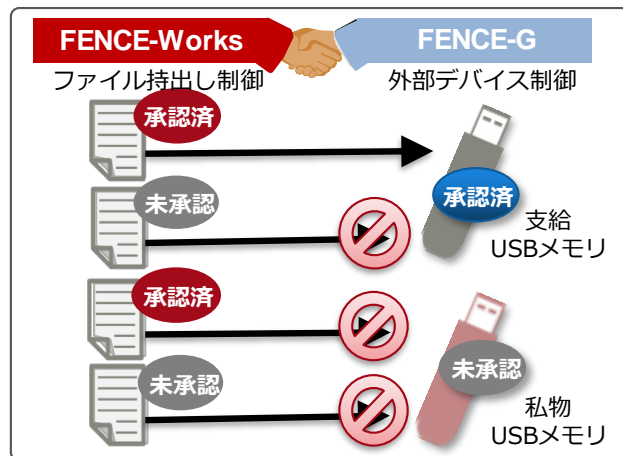 FENCE-Works
FENCE-G
ファイル持出し制御
外部デバイス制御
承認済
未承認
承認済
支給
USBメモリ
承認済
未承認
未承認
私物
USBメモリ